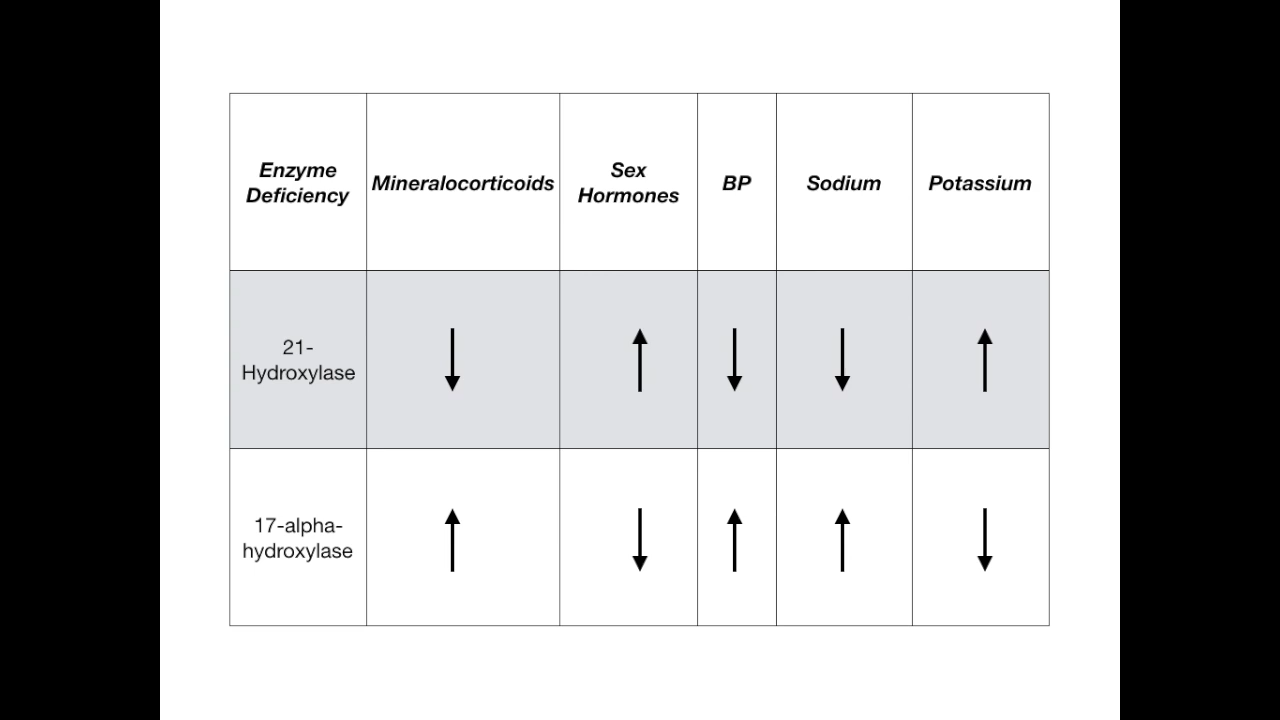 Enzyme
Deficiency
Mineralocorticoids
Sex
Hormones
BP
Sodium
Potassium
21-
Hydroxylase
17-alpha-
hydroxylase